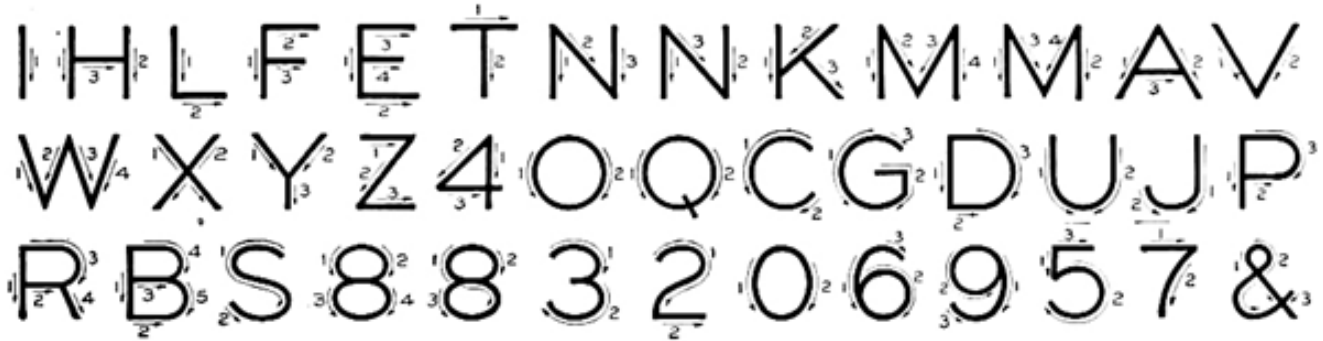 I H L F E T N N K M M A V
W X Y Z 4 O Q C G D U J P
R B S 8 8 3 2 0 6 9 5 7 &